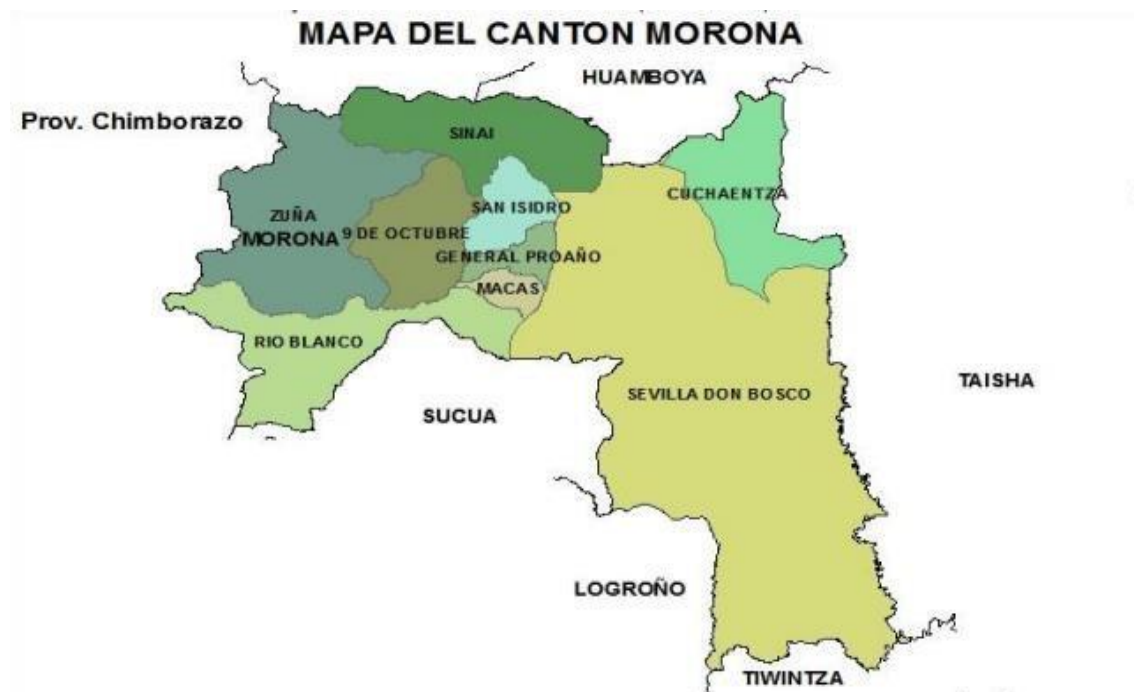 MAPA DEL CANTON MORONA
HUAMBOYA
Prov. Chimborazo
SINAI
CUCHAENTZA
SAN ISIDRO
ZUÑA
9 DE OCTUBRE
MORONA
GENERAL PROAÑO
MACAS
RIO BLANCO
TAISHA
SEVILLA DON BOSCO
SUCUA
LOGROÑO
TIWINTZA